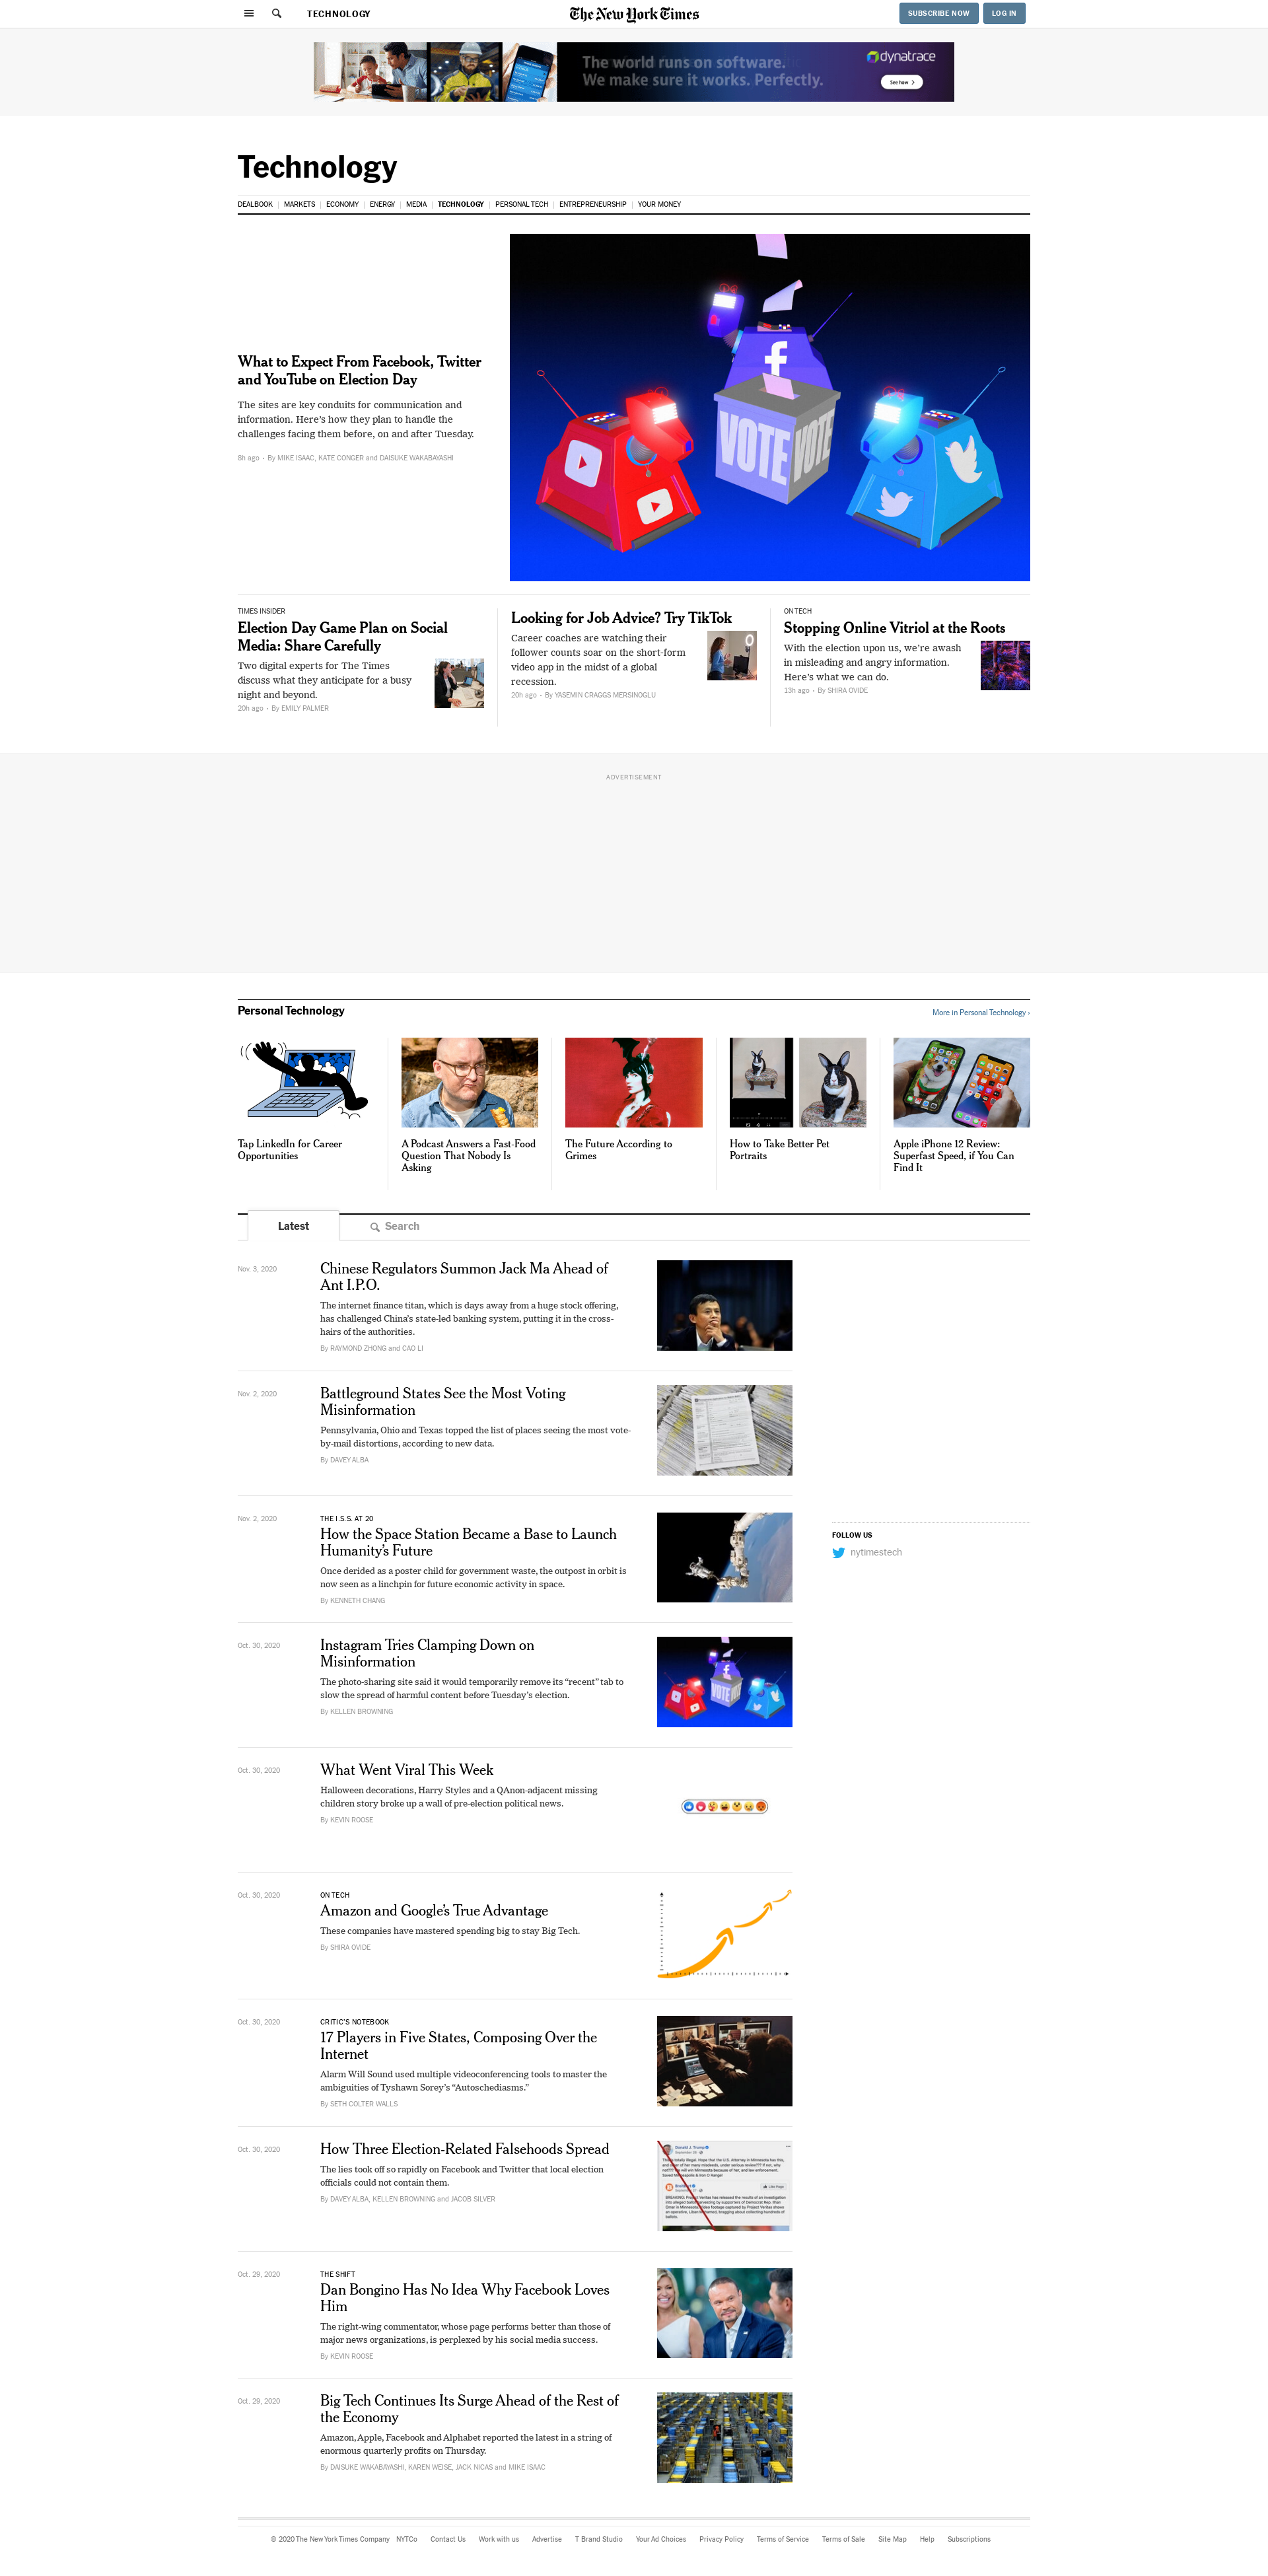 TECHNOLOGY
The New York Times
SUBSCRIBE NOW
LOG IN
The world runs on software.
We make sure it works. Perfectly.
dynatrace
See how
Technology
DEALBOOK | MARKETS | ECONOMY | ENERGY | MEDIA | TECHNOLOGY | PERSONAL TECH | ENTREPRENEURSHIP | YOUR MONEY
What to Expect From Facebook, Twitter
and YouTube on Election Day
The sites are key conduits for communication and
information. Here's how they plan to handle the
challenges facing them before, on and after Tuesday.
8h ago • By MIKE ISAAC, KATE CONGER and DAISUKE WAKABAYASHI
VOTE
VOTE
TIMES INSIDER
Election Day Game Plan on Social
Media: Share Carefully
Two digital experts for The Times
discuss what they anticipate for a busy
night and beyond.
20h ago • By EMILY PALMER
Looking for Job Advice? Try TikTok
Career coaches are watching their
follower counts soar on the short-form
video app in the midst of a global
recession.
20h ago • By YASEMIN CRAGGS MERSINOGLU
ON TECH
Stopping Online Vitriol at the Roots
With the election upon us, we're awash
in misleading and angry information.
Here's what we can do.
13h ago • By SHIRA OVIDE
ADVERTISEMENT
Personal Technology
More in Personal Technology ›
Tap LinkedIn for Career
Opportunities
A Podcast Answers a Fast-Food
Question That Nobody Is
Asking
The Future According to
Grimes
How to Take Better Pet
Portraits
Apple iPhone 12 Review:
Superfast Speed, if You Can
Find It
Latest
Search
Nov. 3, 2020
Chinese Regulators Summon Jack Ma Ahead of
Ant I.P.O.
The internet finance titan, which is days away from a huge stock offering,
has challenged China's state-led banking system, putting it in the cross-
hairs of the authorities.
By RAYMOND ZHONG and CAO LI
Nov. 2, 2020
Battleground States See the Most Voting
Misinformation
Pennsylvania, Ohio and Texas topped the list of places seeing the most vote-
by-mail distortions, according to new data.
By DAVEY ALBA
Nov. 2, 2020
THE I.S.S. AT 20
How the Space Station Became a Base to Launch
Humanity's Future
Once derided as a poster child for government waste, the outpost in orbit is
now seen as a linchpin for future economic activity in space.
By KENNETH CHANG
FOLLOW US
nytimestech
Oct. 30, 2020
Instagram Tries Clamping Down on
Misinformation
The photo-sharing site said it would temporarily remove its "recent" tab to
slow the spread of harmful content before Tuesday's election.
By KELLEN BROWNING
VOTE
Oct. 30, 2020
What Went Viral This Week
Halloween decorations, Harry Styles and a QAnon-adjacent missing
children story broke up a wall of pre-election political news.
By KEVIN ROOSE
Oct. 30, 2020
ON TECH
Amazon and Google's True Advantage
These companies have mastered spending big to stay Big Tech.
By SHIRA OVIDE
Oct. 30, 2020
CRITIC'S NOTEBOOK
17 Players in Five States, Composing Over the
Internet
Alarm Will Sound used multiple videoconferencing tools to master the
ambiguities of Tyshawn Sorey's "Autoschediasms."
By SETH COLTER WALLS
Oct. 30, 2020
How Three Election-Related Falsehoods Spread
The lies took off so rapidly on Facebook and Twitter that local election
officials could not contain them.
By DAVEY ALBA, KELLEN BROWNING and JACOB SILVER
Donald J. Trump
Like Page
Oct. 29, 2020
THE SHIFT
Dan Bongino Has No Idea Why Facebook Loves
Him
The right-wing commentator, whose page performs better than those of
major news organizations, is perplexed by his social media success.
By KEVIN ROOSE
Oct. 29, 2020
Big Tech Continues Its Surge Ahead of the Rest of
the Economy
Amazon, Apple, Facebook and Alphabet reported the latest in a string of
enormous quarterly profits on Thursday.
By DAISUKE WAKABAYASHI, KAREN WEISE, JACK NICAS and MIKE ISAAC
© 2020 The New York Times Company NYTCo Contact Us Work with us Advertise T Brand Studio Your Ad Choices Privacy Policy Terms of Service Terms of Sale Site Map Help Subscriptions